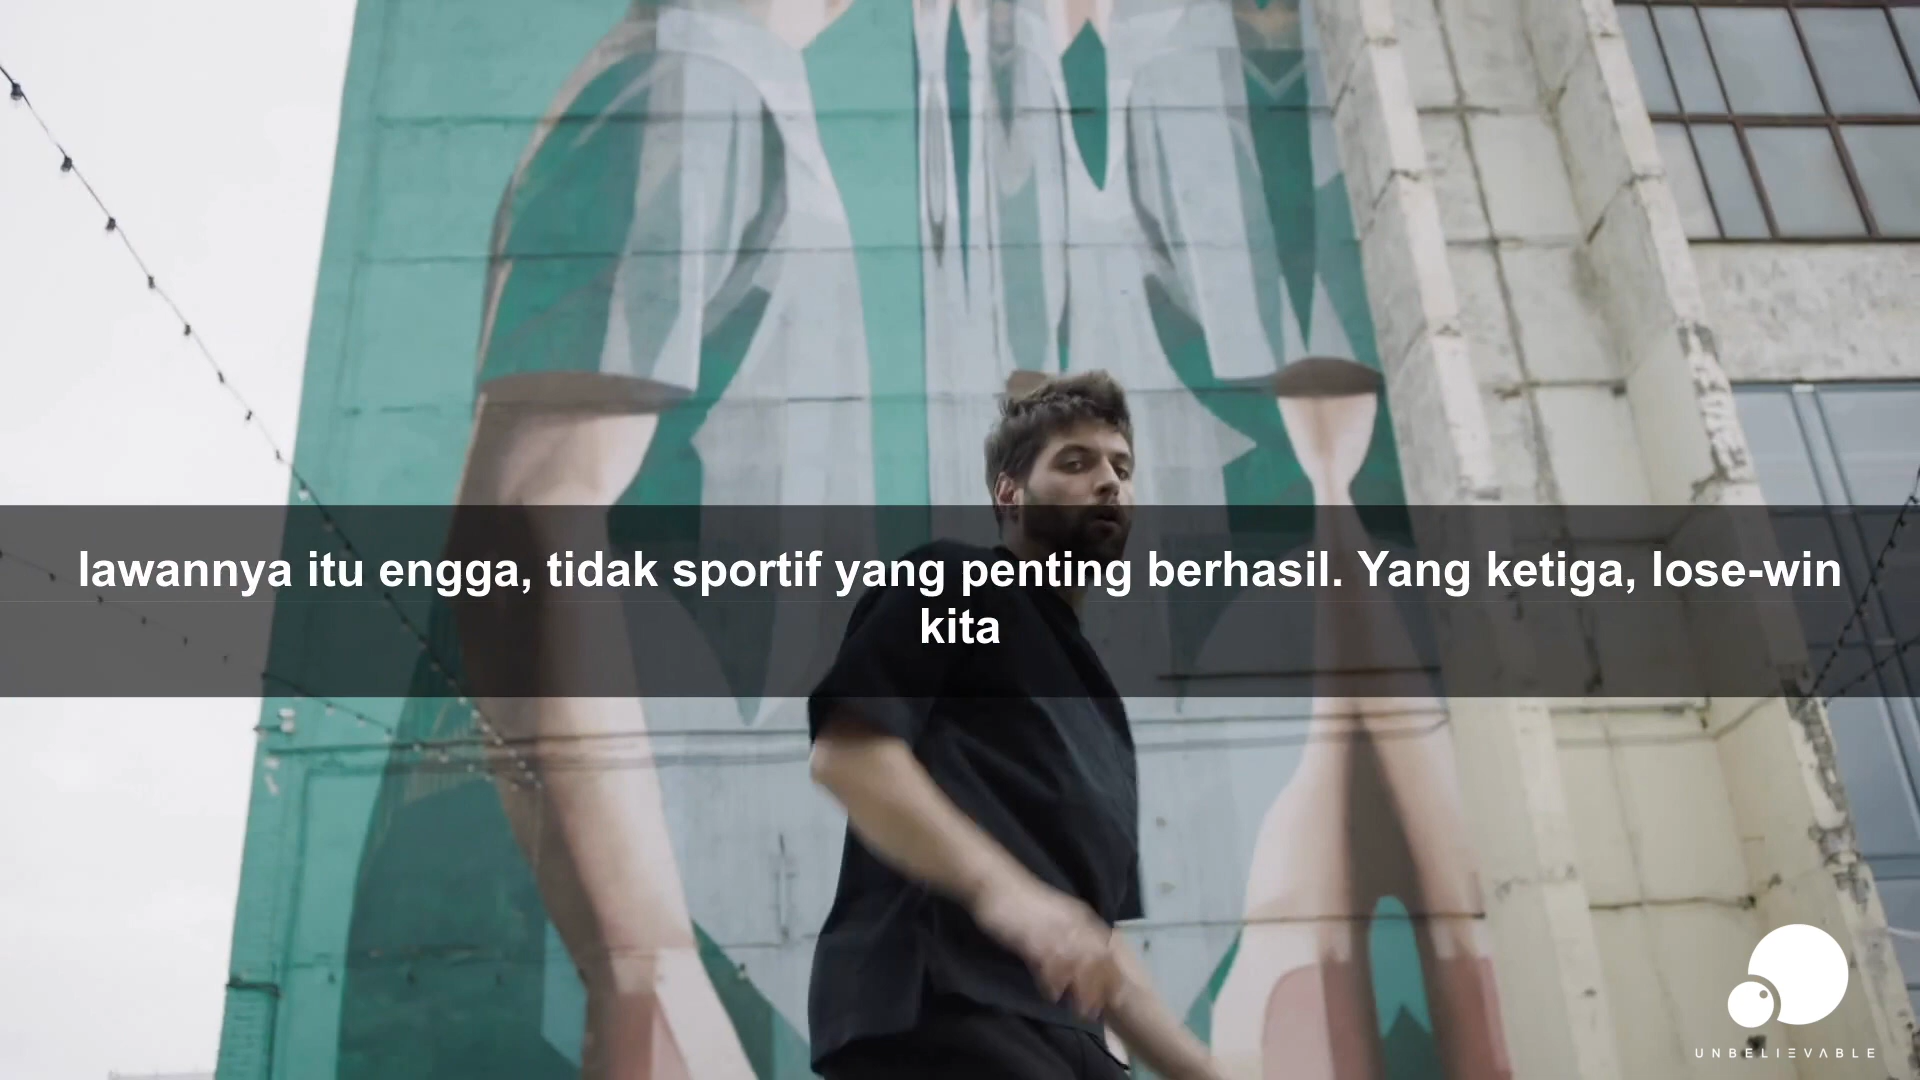 lawannya itu engga, tidak sportif yang penting berhasil. Yang ketiga, lose-win
kita
UNBELIEVABLE